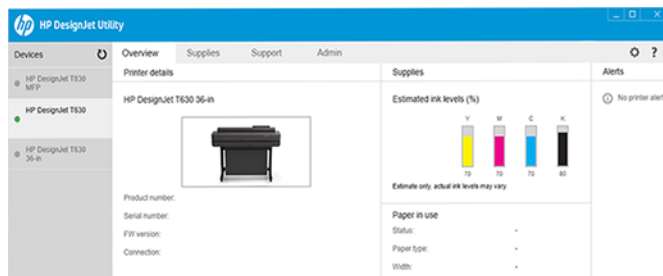 hp HP DesignJet Utility
Devices
HP DesignJet T830
MFP
HP DesignJet T630
HP DesignJet T630
36-in
Overview Supplies Support Admin
?
Printer details
HP DesignJet T630 36-in
Product number:
Serial number:
FW version:
Connection:
Supplies
Estimated ink levels (%)
Y M C K
70 70 70 80
Estimate only, actual ink levels may vary.
Paper in use
Status: -
Paper type: -
Width: -
Alerts
No printer alert